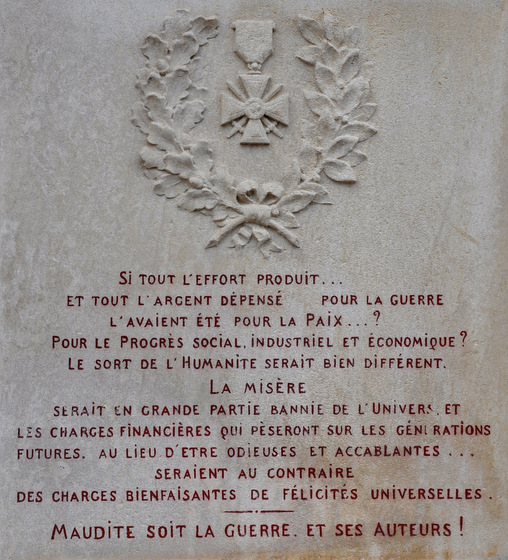 Si tout l'effort produit...
et tout l'argent dépensé pour la guerre
l'avaient été pour la Paix...?
Pour le Progrès social, industriel et économique?
Le sort de l'Humanite serait bien différent.
La misère
serait en grande partie bannie de l'Univers, et
les charges financières qui pèseront sur les générations
futures. au lieu d'etre odieuses et accablantes...
seraient au contraire
des charges bienfaisantes de félicités universelles.
Maudite soit la guerre. et ses Auteurs!